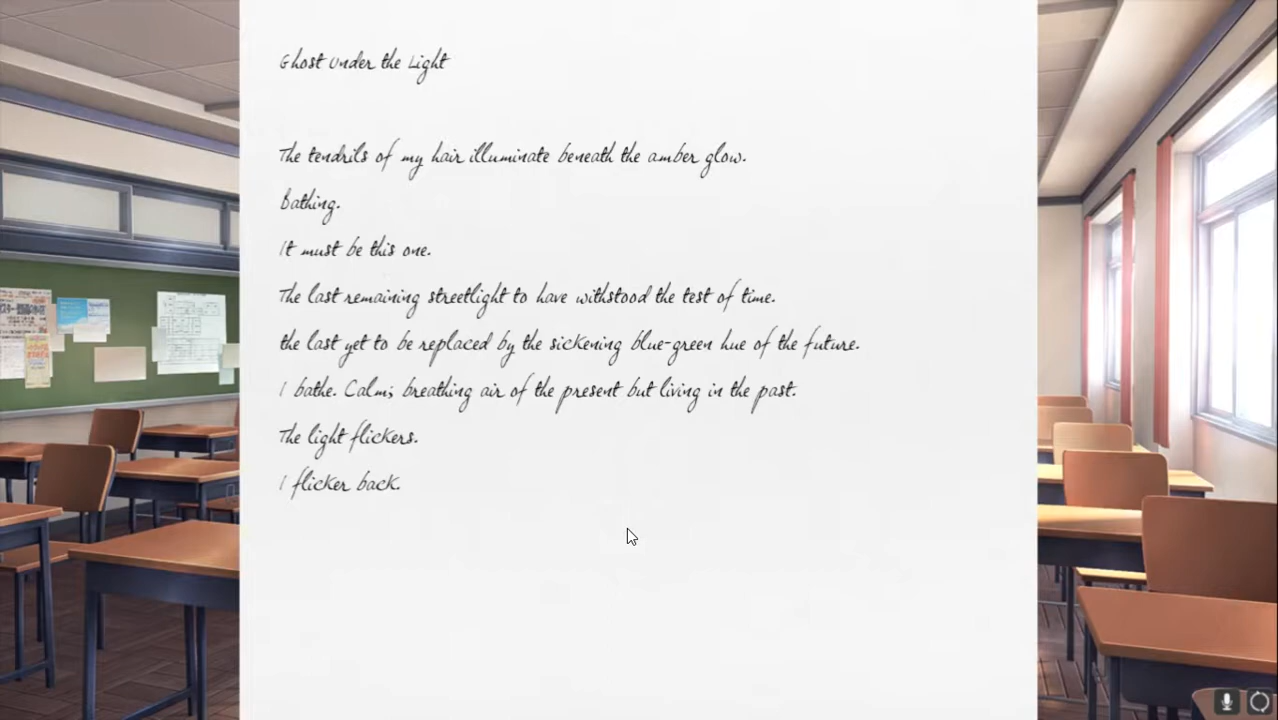 Ghost Under the Light
The tendrils of my hair illuminate beneath the amber glow.
Bathing.
It must be this one.
The last remaining streetlight to have withstood the test of time.
the last yet to be replaced by the sickening blue-green hue of the future.
I bathe. Calm; breathing air of the present but living in the past.
The light flickers.
I flicker back.